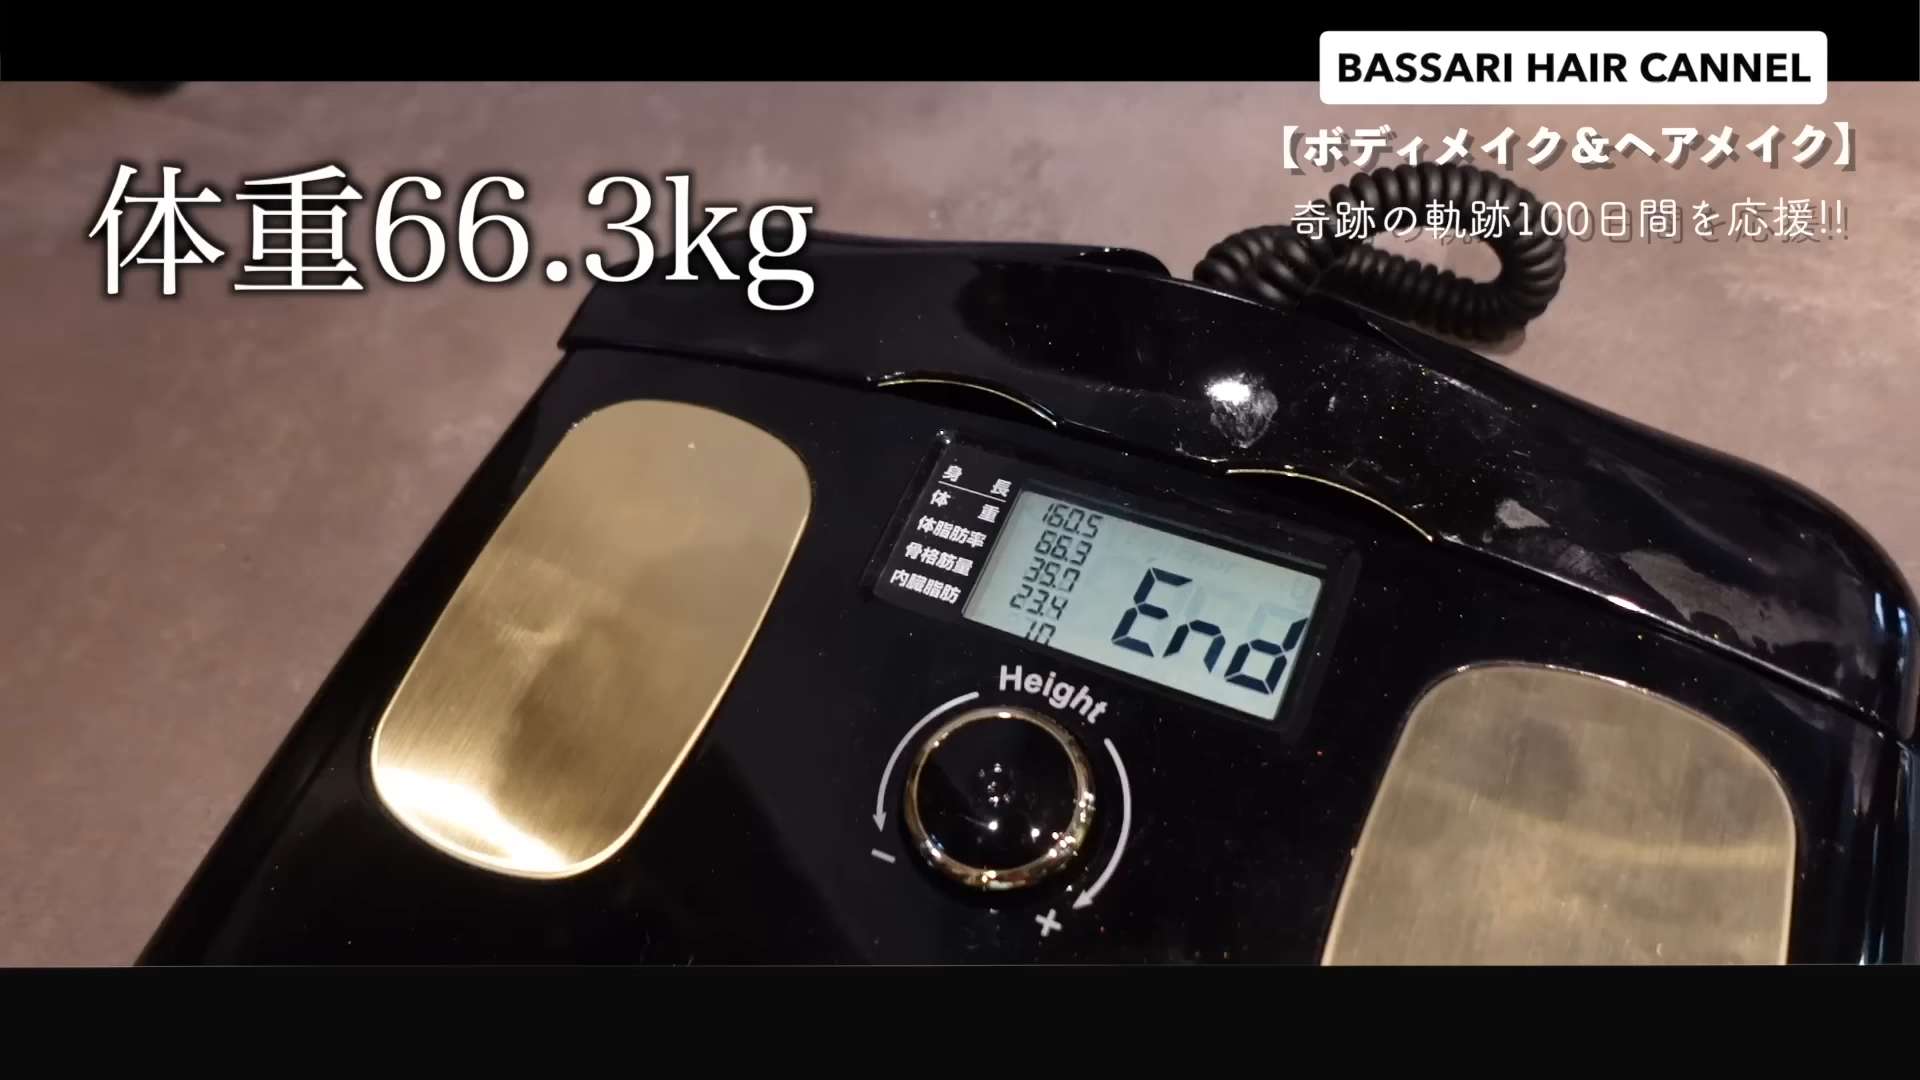 BASSARI HAIR CANNEL
【ボディメイク&ヘアメイク】
奇跡の軌跡100日間を応援!!
体重66.3kg
身長 160.5
体重 66.3
体脂肪率 35.0
骨格筋量 23.4
内臓脂肪 10
End
Height
- +